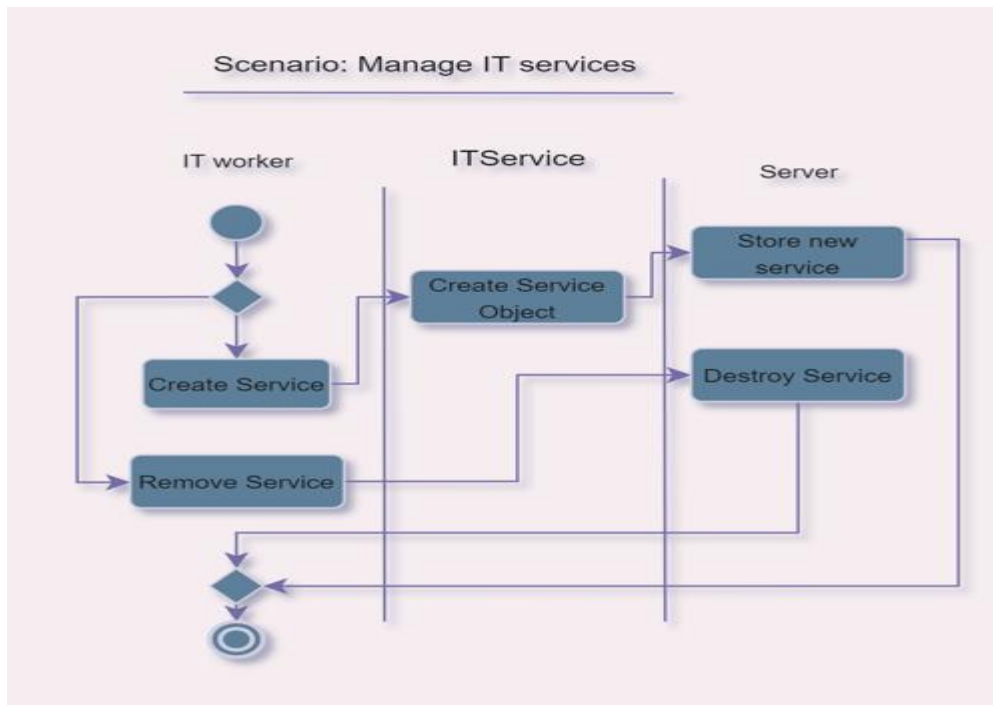 Scenario: Manage IT services
IT worker
ITService
Server
Store new
service
Create Service
Object
Create Service
Destroy Service
Remove Service